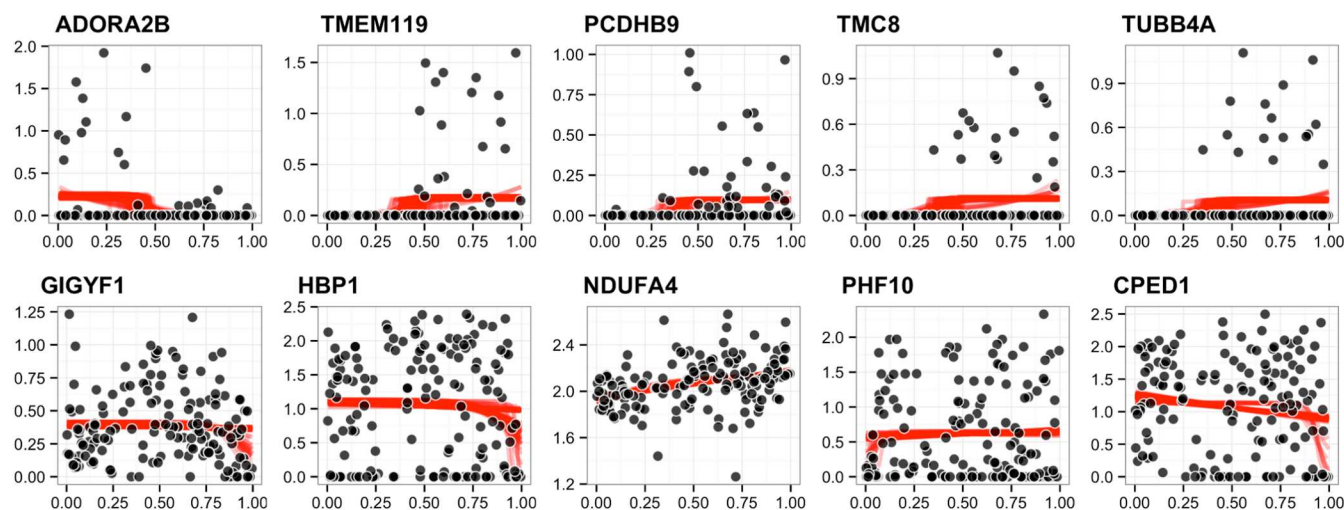 ADORA2B TMEM119 PCDHB9 TMC8 TUBB4A
2.0 1.5 1.0 0.5 0.0
1.5 1.0 0.5 0.0
1.00 0.75 0.50 0.25 0.00
0.9 0.6 0.3 0.0
0.9 0.6 0.3 0.0
0.00 0.25 0.50 0.75 1.00 0.00 0.25 0.50 0.75 1.00 0.00 0.25 0.50 0.75 1.00 0.00 0.25 0.50 0.75 1.00 0.00 0.25 0.50 0.75 1.00
GIGYF1 HBP1 NDUFA4 PHF10 CPED1
1.25 1.00 0.75 0.50 0.25 0.00
2.5 2.0 1.5 1.0 0.5 0.0
2.4 2.0 1.6 1.2
2.0 1.5 1.0 0.5 0.0
2.5 2.0 1.5 1.0 0.5 0.0
0.00 0.25 0.50 0.75 1.00 0.00 0.25 0.50 0.75 1.00 0.00 0.25 0.50 0.75 1.00 0.00 0.25 0.50 0.75 1.00 0.00 0.25 0.50 0.75 1.00